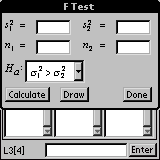 F Test
s₁² = s₂² =
n₁ = n₂ =
Hₐ: σ₁² > σ₂²
Calculate Draw Done
L3[4] Enter